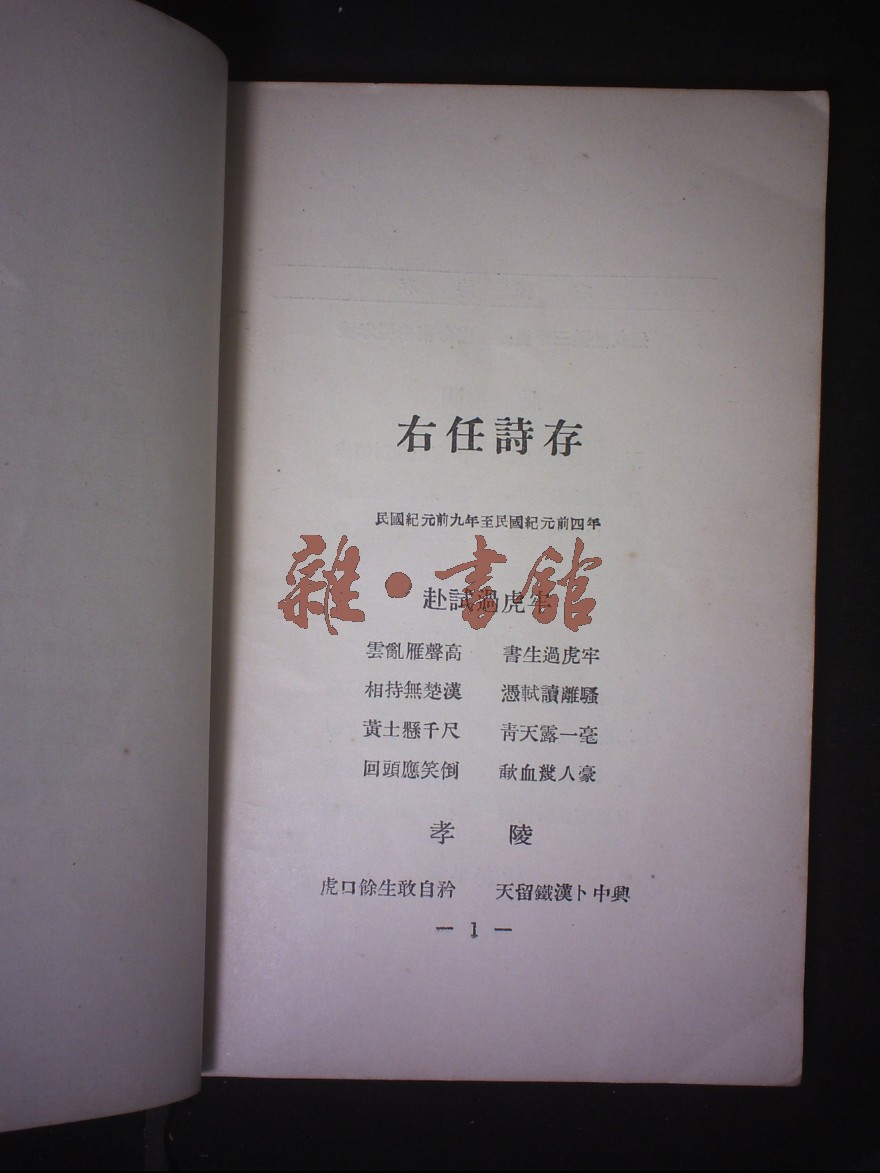 右任詩存
民國紀元前九年至民國紀元前四年
雜·書館
赴試過虎牢
雲亂雁聲高　書生過虎牢
相持無楚漢　憑軾讀離騷
黃土懸千尺　靑天露一毫
回頭應笑倒　歃血幾人豪
孝　陵
虎口餘生敢自矜　天留鐵漢卜中興
— 1 —